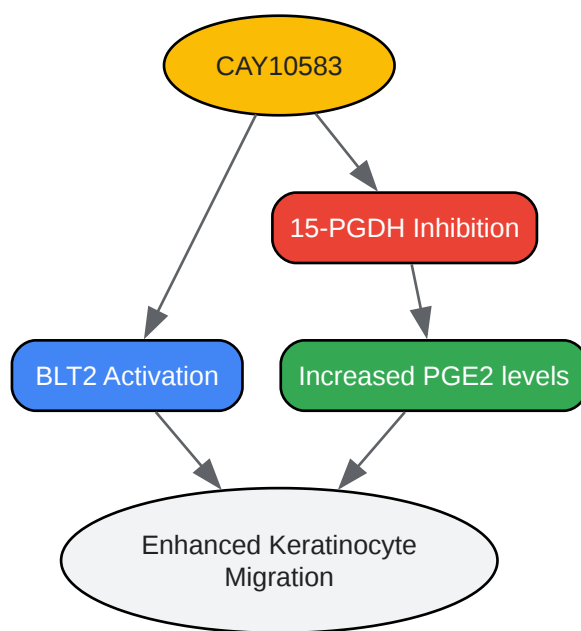 CAY10583
15-PGDH Inhibition
BLT2 Activation
Increased PGE2 levels
Enhanced Keratinocyte
Migration